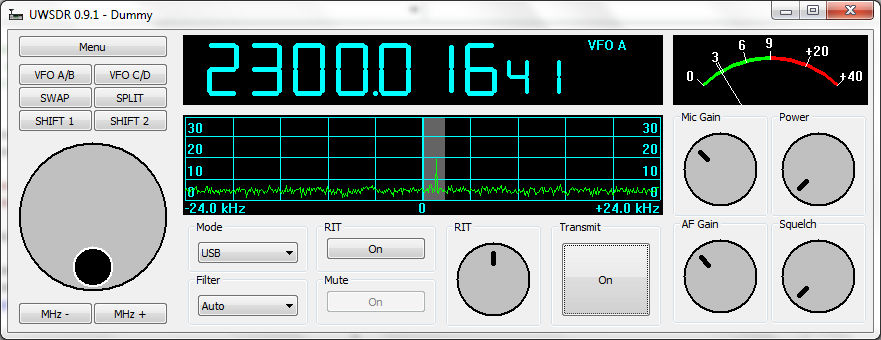 UWSDR 0.9.1 - Dummy
Menu
VFO A/B VFO C/D
SWAP SPLIT
SHIFT 1 SHIFT 2
MHz - MHz +
2300.01641
VFO A
30 30
20 20
10 10
0 0
-24.0 kHz 0 +24.0 kHz
Mode
USB
Filter
Auto
RIT
On
Mute
On
RIT
Transmit
On
0 3 6 9 +20 +40
Mic Gain Power
AF Gain Squelch